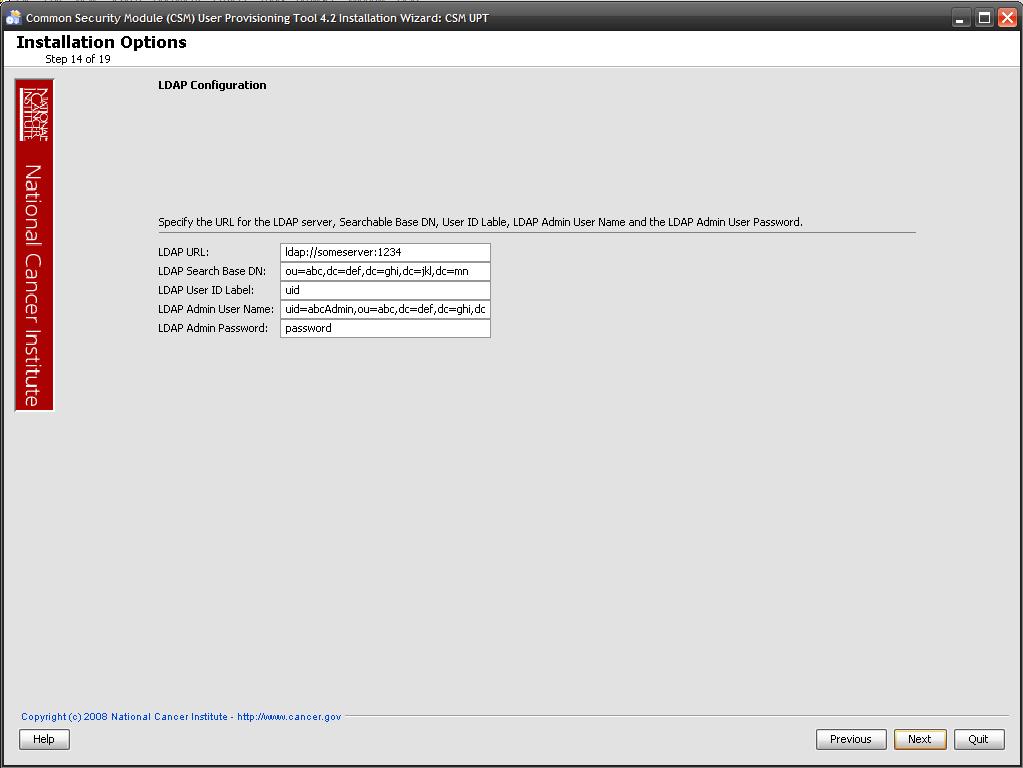 Common Security Module (CSM) User Provisioning Tool 4.2 Installation Wizard: CSM UPT
Installation Options
Step 14 of 19
NATIONAL
CANCER
INSTITUTE
National Cancer Institute
LDAP Configuration
Specify the URL for the LDAP server, Searchable Base DN, User ID Lable, LDAP Admin User Name and the LDAP Admin User Password.
LDAP URL: ldap://someserver:1234
LDAP Search Base DN: ou=abc,dc=def,dc=ghi,dc=jkl,dc=mn
LDAP User ID Label: uid
LDAP Admin User Name: uid=abcAdmin,ou=abc,dc=def,dc=ghi,dc
LDAP Admin Password: password
Copyright (c) 2008 National Cancer Institute - http://www.cancer.gov
Help Previous Next Quit